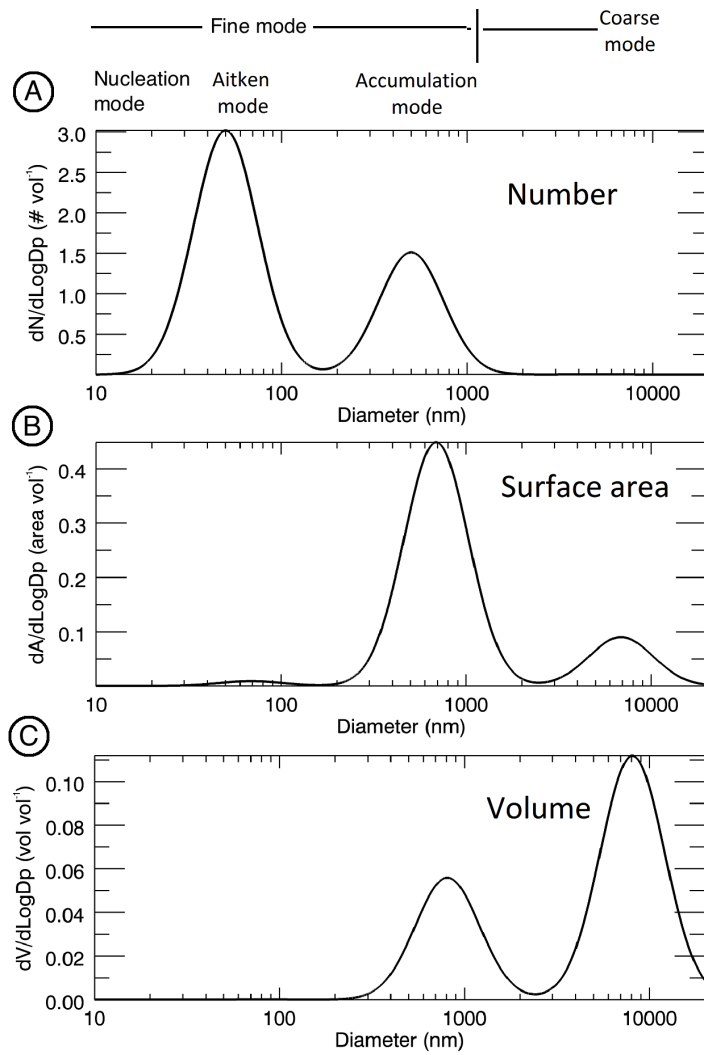 Fine mode
Coarse
mode
Nucleation
mode
Aitken
mode
Accumulation
mode
A
3.0
2.5
2.0
1.5
1.0
0.5
dN/dLogDp (# vol⁻¹)
Number
10
100
1000
10000
Diameter (nm)
B
0.4
0.3
0.2
0.1
dA/dLogDp (area vol⁻¹)
Surface area
10
100
1000
10000
Diameter (nm)
C
0.10
0.08
0.06
0.04
0.02
0.00
dV/dLogDp (vol vol⁻¹)
Volume
10
100
1000
10000
Diameter (nm)